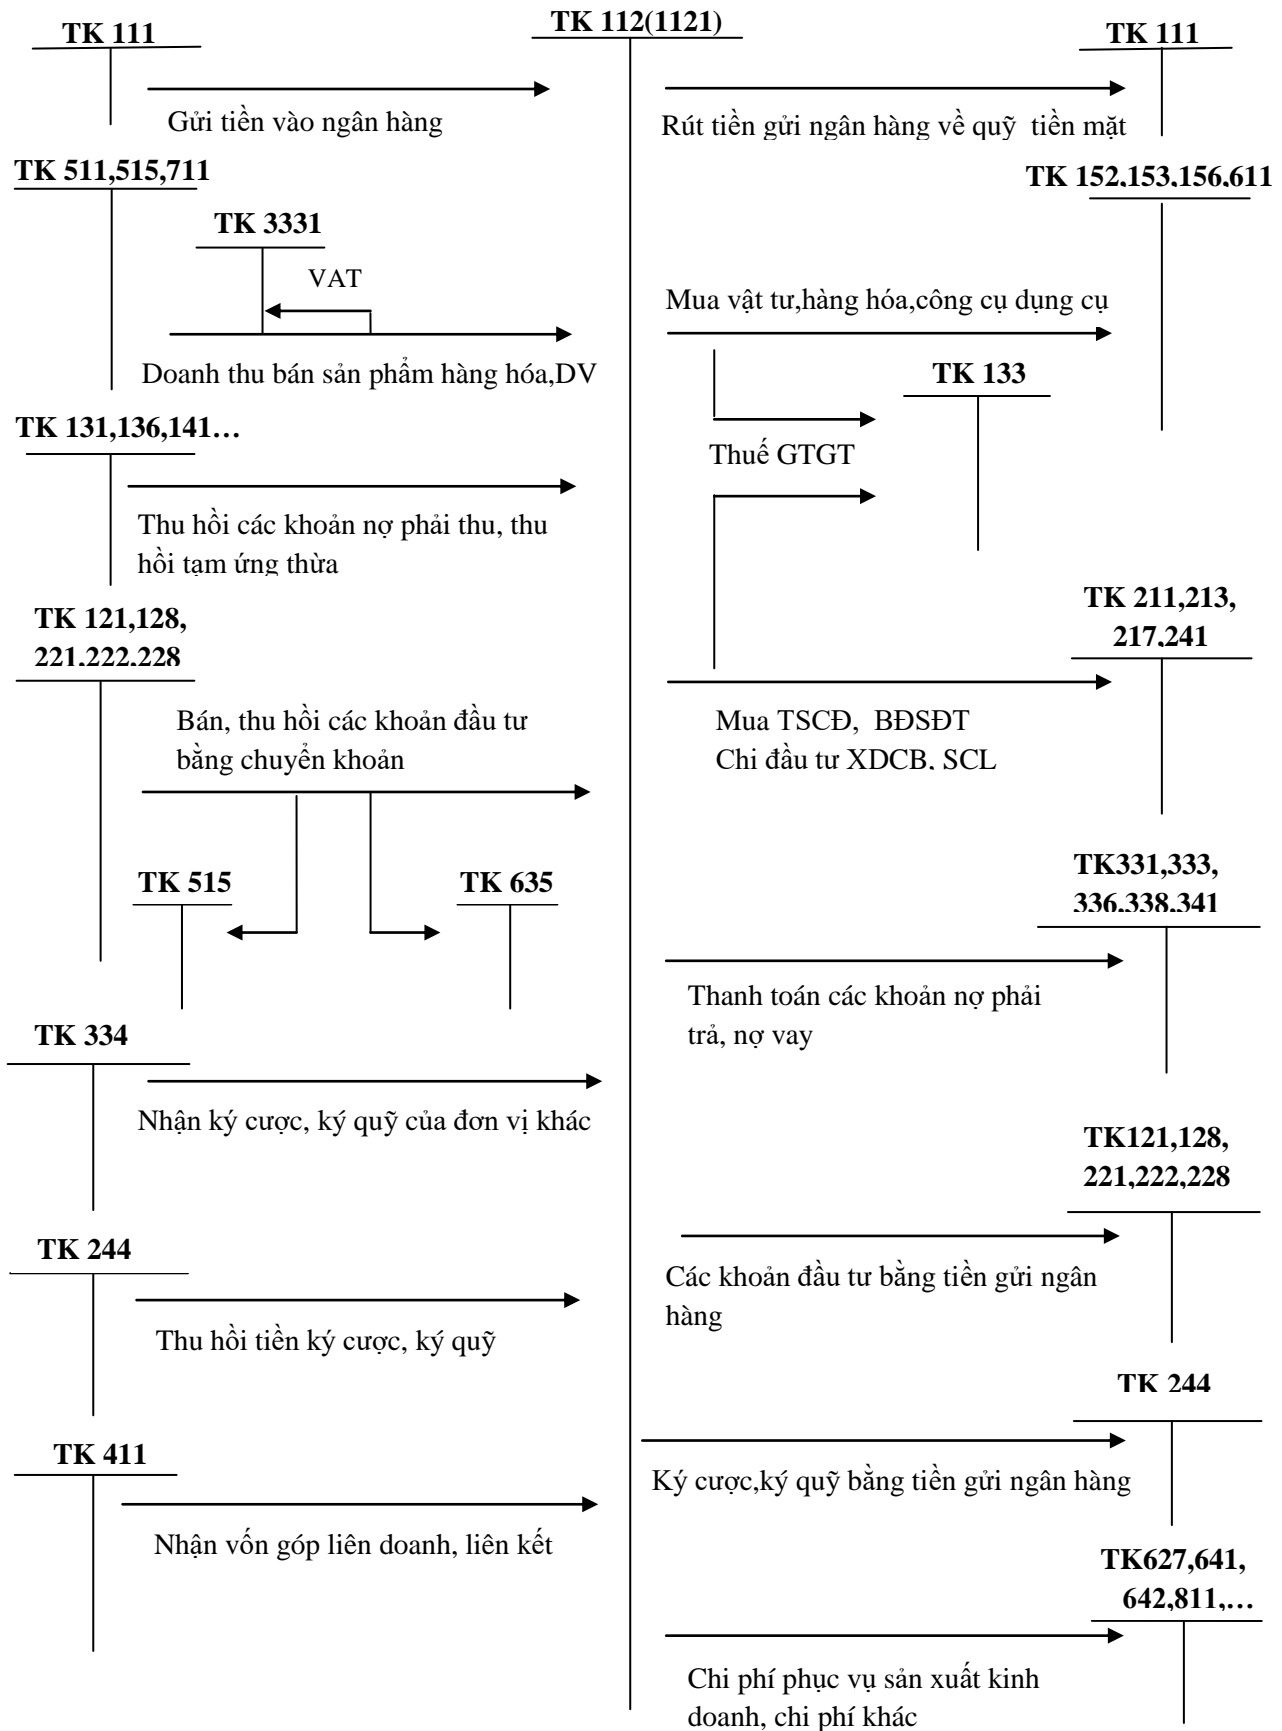 TK 112(1121)
TK 111
TK 111
Gửi tiền vào ngân hàng
Rút tiền gửi ngân hàng về quỹ tiền mặt
TK 511,515,711
TK 152,153,156,611
TK 3331
VAT
Mua vật tư,hàng hóa,công cụ dụng cụ
Doanh thu bán sản phẩm hàng hóa,DV
TK 133
TK 131,136,141…
Thuế GTGT
Thu hồi các khoản nợ phải thu, thu
hồi tạm ứng thừa
TK 121,128,
221,222,228
TK 211,213,
217,241
Bán, thu hồi các khoản đầu tư
bằng chuyển khoản
Mua TSCĐ, BĐSĐT
Chi đầu tư XDCB, SCL
TK 515
TK 635
TK331,333,
336,338,341
Thanh toán các khoản nợ phải
trả, nợ vay
TK 334
Nhận ký cược, ký quỹ của đơn vị khác
TK121,128,
221,222,228
TK 244
Các khoản đầu tư bằng tiền gửi ngân
hàng
Thu hồi tiền ký cược, ký quỹ
TK 244
TK 411
Ký cược,ký quỹ bằng tiền gửi ngân hàng
Nhận vốn góp liên doanh, liên kết
TK627,641,
642,811,…
Chi phí phục vụ sản xuất kinh
doanh, chi phí khác